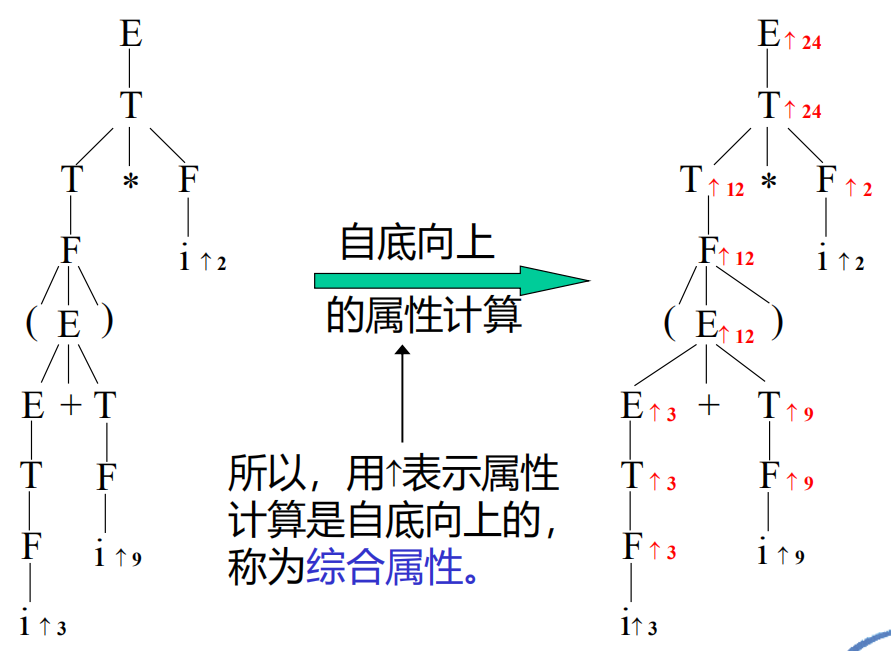 E E↑24
T T↑24
T * F T↑12 * F↑2
F i↑2 F↑12 i↑2
自底向上
的属性计算
( E ) ( E↑12 )
E + T E↑3 + T↑9
T F T↑3 F↑9
F i↑9 F↑3 i↑9
i↑3 i↑3
所以，用↑表示属性
计算是自底向上的，
称为综合属性。